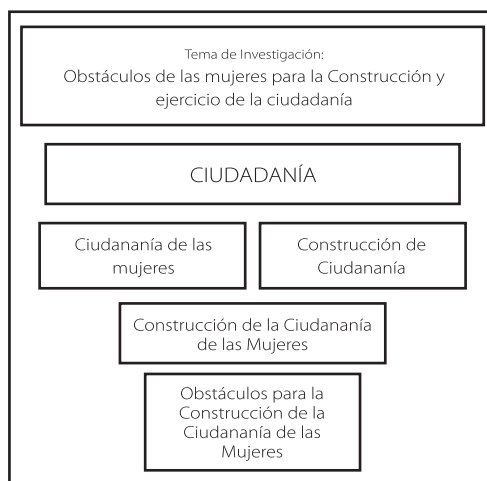 Tema de Investigación:
Obstáculos de las mujeres para la Construcción y
ejercicio de la ciudadanía
CIUDADANÍA
Ciudananía de las
mujeres
Construcción de
Ciudananía
Construcción de la Ciudananía
de las Mujeres
Obstáculos para la
Construcción de la
Ciudananía de las
Mujeres